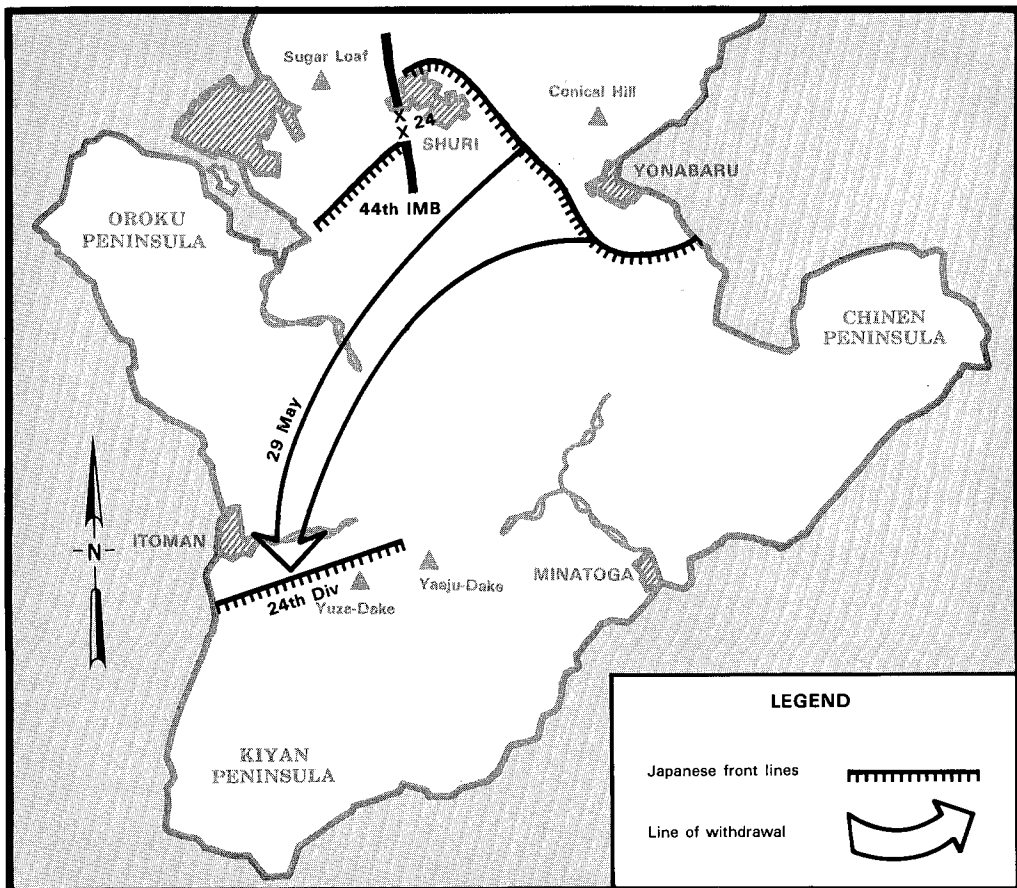 Sugar Loaf
Conical Hill
X
X 24
SHURI
YONABARU
44th IMB
OROKU
PENINSULA
CHINEN
PENINSULA
29 May
ITOMAN
-N-
24th Div
Yuza-Dake
Yaeju-Dake
MINATOGA
KIYAN
PENINSULA
LEGEND
Japanese front lines
Line of withdrawal